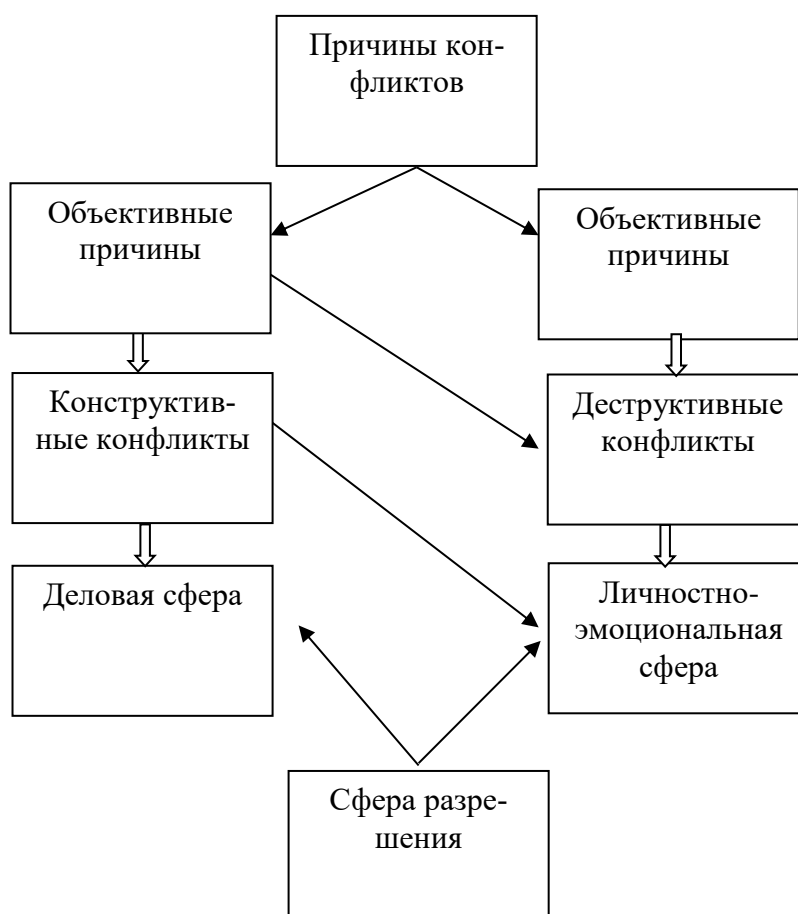 Причины кон-
фликтов
Объективные
причины
Объективные
причины
Конструктив-
ные конфликты
Деструктивные
конфликты
Деловая сфера
Личностно-
эмоциональная
сфера
Сфера разре-
шения